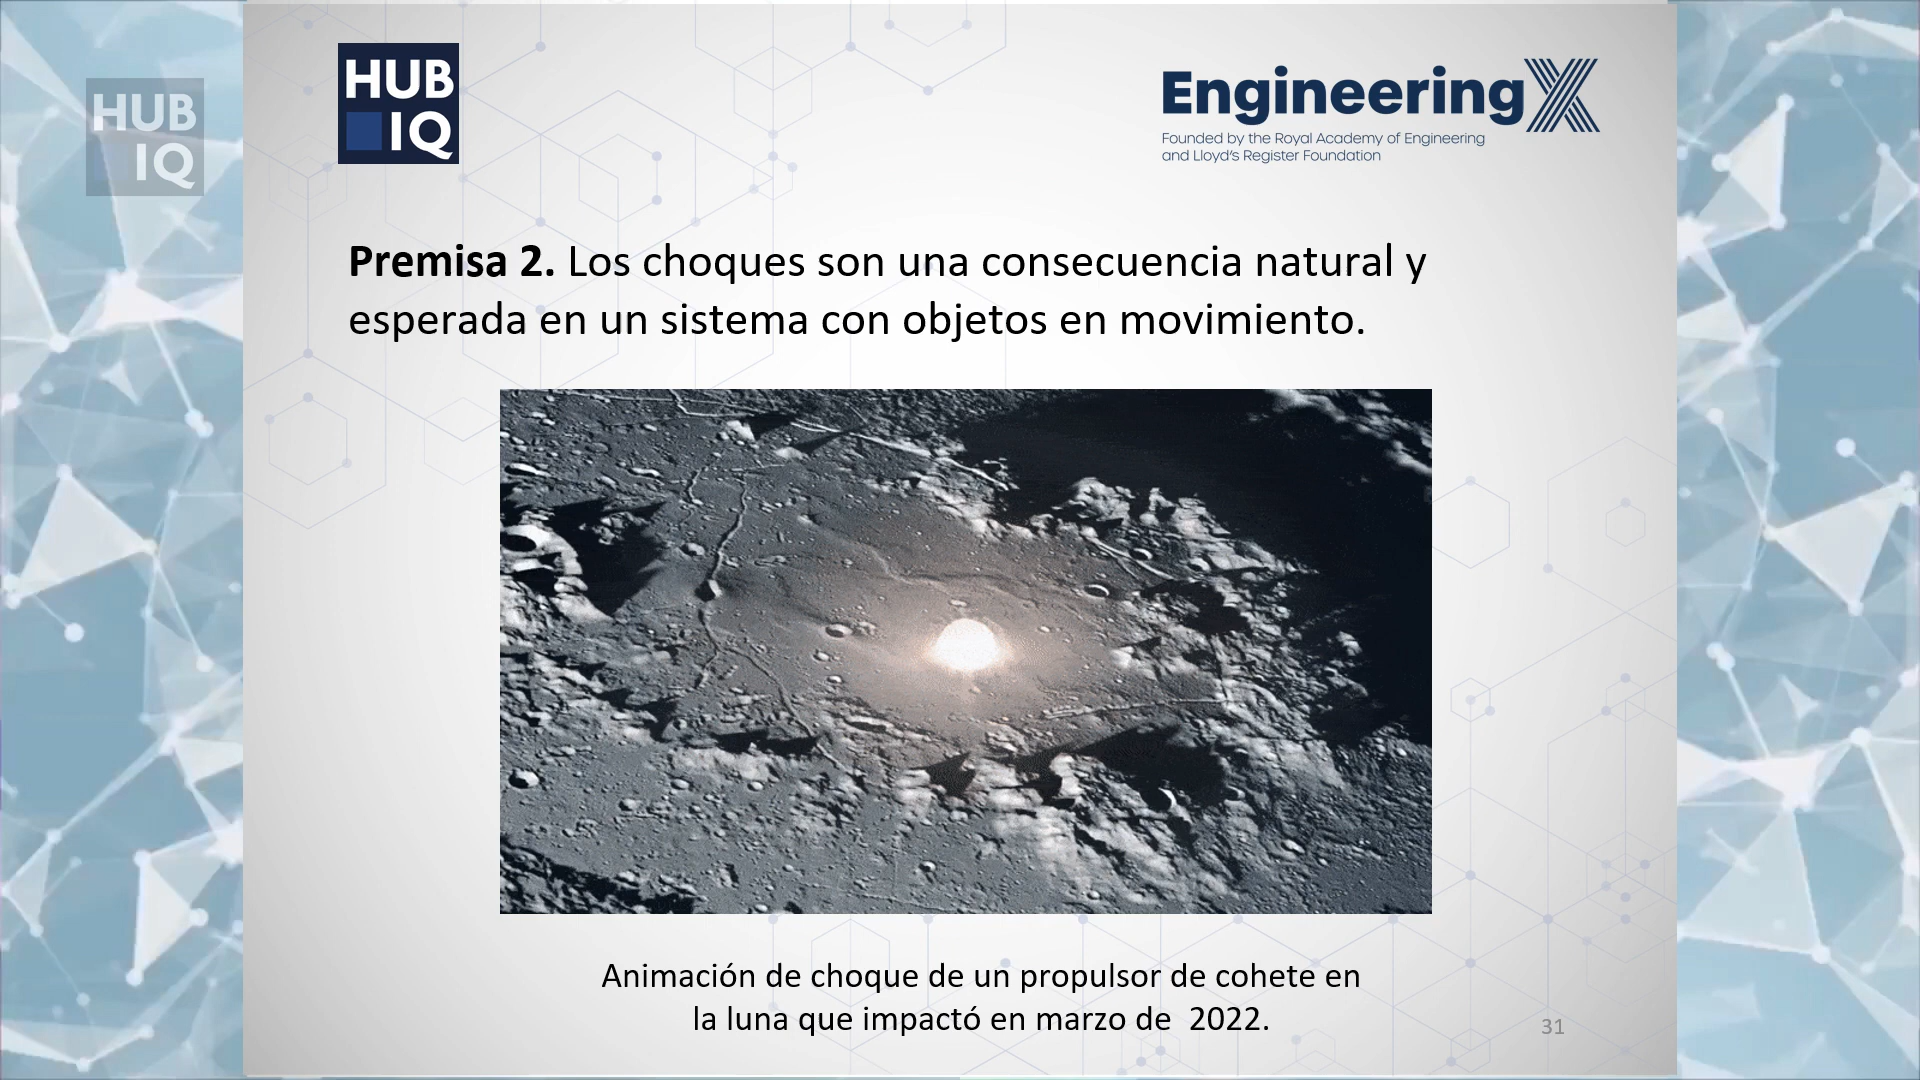 HUB
IQ
HUB
IQ
EngineeringX
Founded by the Royal Academy of Engineering
and Lloyd's Register Foundation
Premisa 2. Los choques son una consecuencia natural y
esperada en un sistema con objetos en movimiento.
Animación de choque de un propulsor de cohete en
la luna que impactó en marzo de 2022.
31